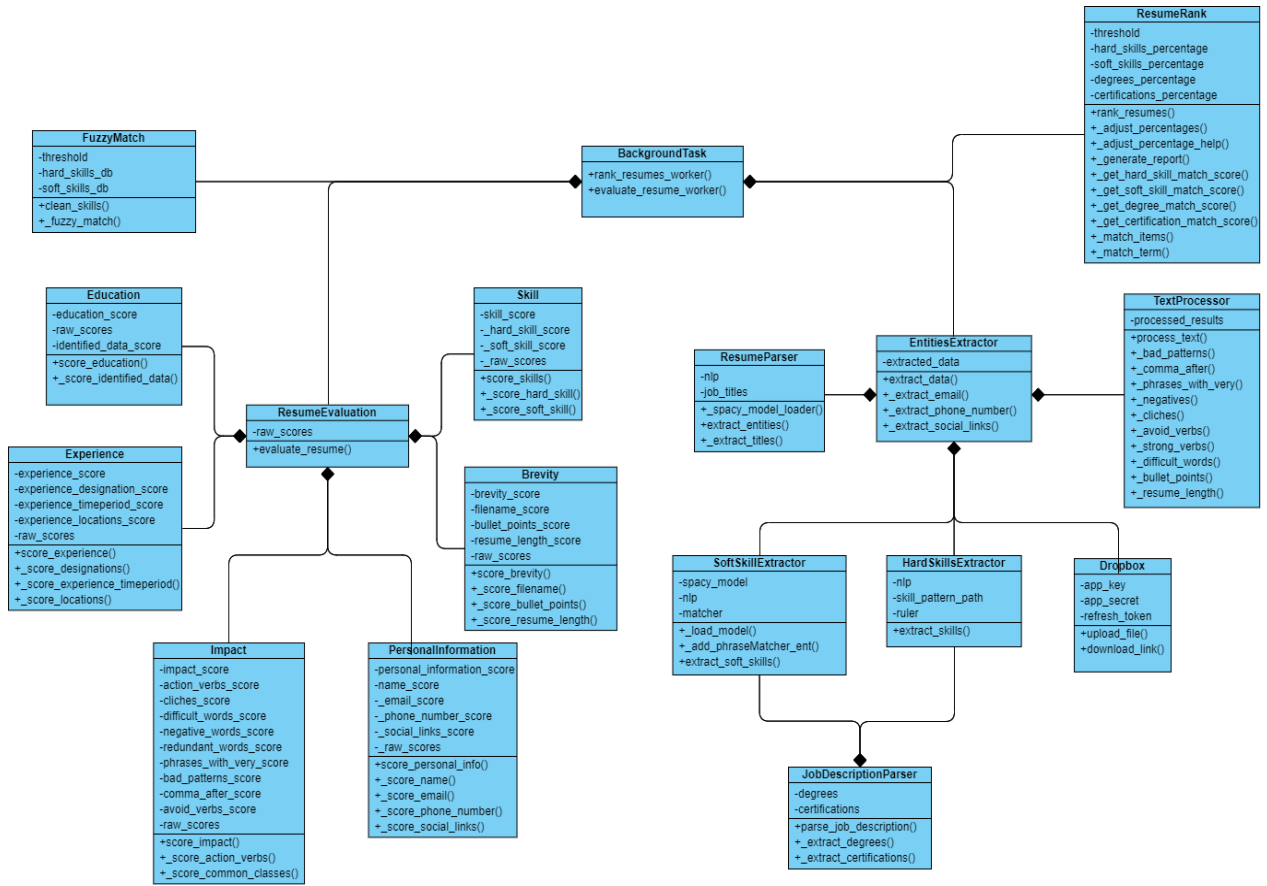 ResumeRank
-threshold
-hard_skills_percentage
-soft_skills_percentage
-degrees_percentage
-certifications_percentage
+rank_resumes()
+_adjust_percentages()
+_adjust_percentage_help()
+_generate_report()
+_get_hard_skill_match_score()
+_get_soft_skill_match_score()
+_get_degree_match_score()
+_get_certification_match_score()
+_match_items()
+_match_term()
FuzzyMatch
-threshold
-hard_skills_db
-soft_skills_db
+clean_skills()
+_fuzzy_match()
BackgroundTask
+rank_resumes_worker()
+evaluate_resume_worker()
Education
-education_score
-raw_scores
-identified_data_score
+score_education()
+_score_identified_data()
Skill
-skill_score
-_hard_skill_score
-_soft_skill_score
-_raw_scores
+score_skills()
+_score_hard_skill()
+_score_soft_skill()
ResumeParser
-nlp
-job_titles
+_spacy_model_loader()
+extract_entities()
+_extract_titles()
EntitiesExtractor
-extracted_data
+extract_data()
+_extract_email()
+_extract_phone_number()
+_extract_social_links()
TextProcessor
-processed_results
+process_text()
+_bad_patterns()
+_comma_after()
+_phrases_with_very()
+_negatives()
+_cliches()
+_avoid_verbs()
+_strong_verbs()
+_difficult_words()
+_bullet_points()
+_resume_length()
ResumeEvaluation
-raw_scores
+evaluate_resume()
Experience
-experience_score
-experience_designation_score
-experience_timeperiod_score
-experience_locations_score
-raw_scores
+score_experience()
+_score_designations()
+_score_experience_timeperiod()
+_score_locations()
Brevity
-brevity_score
-filename_score
-bullet_points_score
-resume_length_score
-raw_scores
+score_brevity()
+_score_filename()
+_score_bullet_points()
+_score_resume_length()
SoftSkillExtractor
-spacy_model
-nlp
-matcher
+_load_model()
+_add_phraseMatcher_ent()
+extract_soft_skills()
HardSkillsExtractor
-nlp
-skill_pattern_path
-ruler
+extract_skills()
Dropbox
-app_key
-app_secret
-refresh_token
+upload_file()
+download_link()
Impact
-impact_score
-action_verbs_score
-cliches_score
-difficult_words_score
-negative_words_score
-redundant_words_score
-phrases_with_very_score
-bad_patterns_score
-comma_after_score
-avoid_verbs_score
-raw_scores
+score_impact()
+_score_action_verbs()
+_score_common_classes()
PersonalInformation
-personal_information_score
-name_score
-_email_score
-_phone_number_score
-_social_links_score
-_raw_scores
+score_personal_info()
+_score_name()
+_score_email()
+_score_phone_number()
+_score_social_links()
JobDescriptionParser
-degrees
-certifications
+parse_job_description()
+_extract_degrees()
+_extract_certifications()